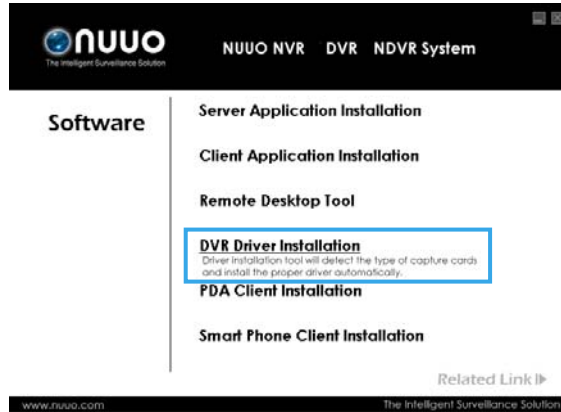 nuuo
The Intelligent Surveillance Solution
NUUO NVR DVR NDVR System
Software
Server Application Installation
Client Application Installation
Remote Desktop Tool
DVR Driver Installation
Driver installation tool will detect the type of capture cards
and install the proper driver automatically.
PDA Client Installation
Smart Phone Client Installation
Related Link
www.nuuo.com
The Intelligent Surveillance Solution